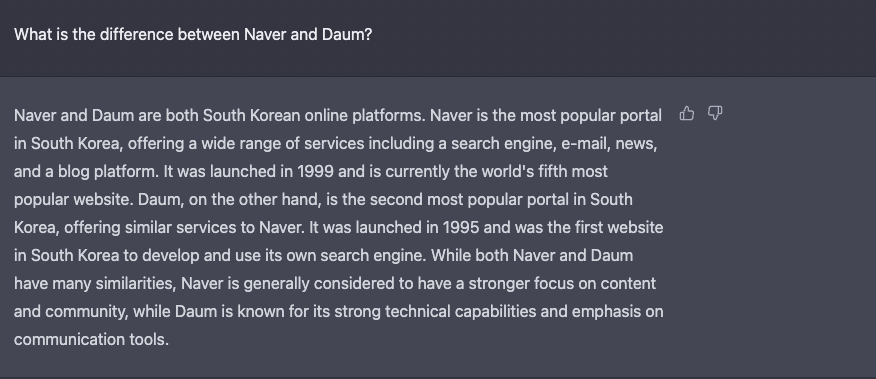 What is the difference between Naver and Daum?
Naver and Daum are both South Korean online platforms. Naver is the most popular portal
in South Korea, offering a wide range of services including a search engine, e-mail, news,
and a blog platform. It was launched in 1999 and is currently the world's fifth most
popular website. Daum, on the other hand, is the second most popular portal in South
Korea, offering similar services to Naver. It was launched in 1995 and was the first website
in South Korea to develop and use its own search engine. While both Naver and Daum
have many similarities, Naver is generally considered to have a stronger focus on content
and community, while Daum is known for its strong technical capabilities and emphasis on
communication tools.